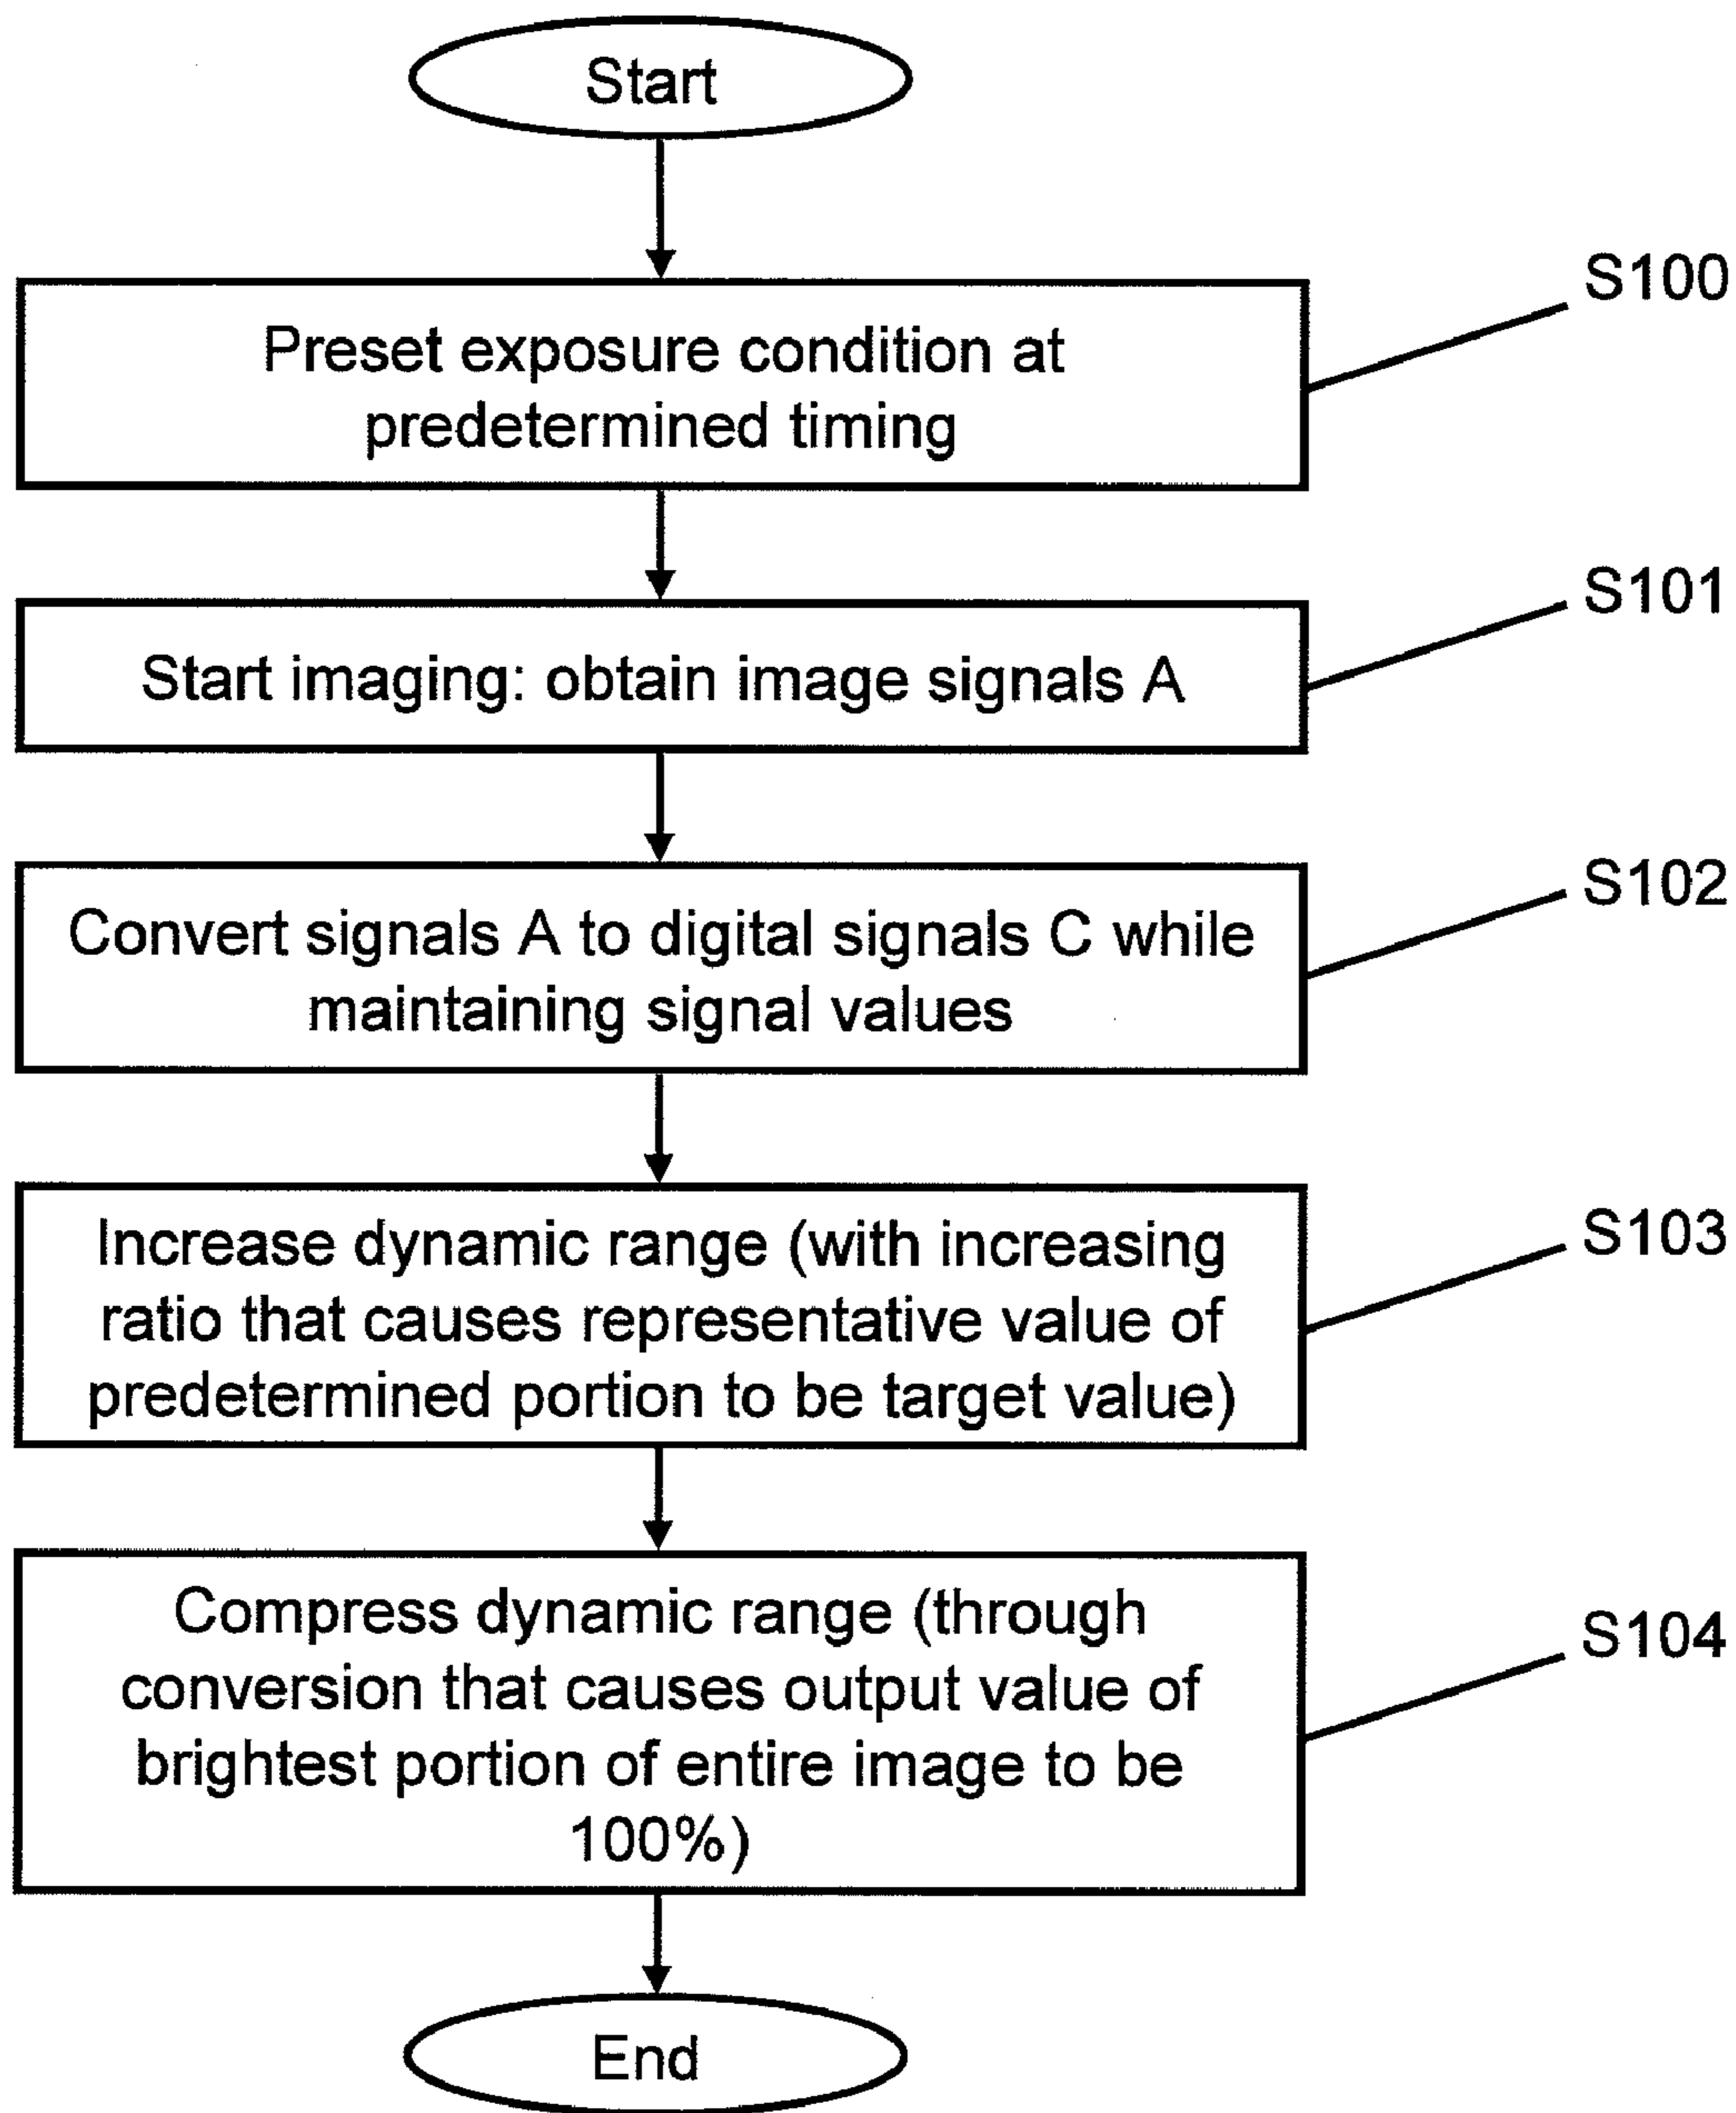 Start
S100
Preset exposure condition at
predetermined timing
S101
Start imaging: obtain image signals A
S102
Convert signals A to digital signals C while
maintaining signal values
S103
Increase dynamic range (with increasing
ratio that causes representative value of
predetermined portion to be target value)
S104
Compress dynamic range (through
conversion that causes output value of
brightest portion of entire image to be
100%)
End